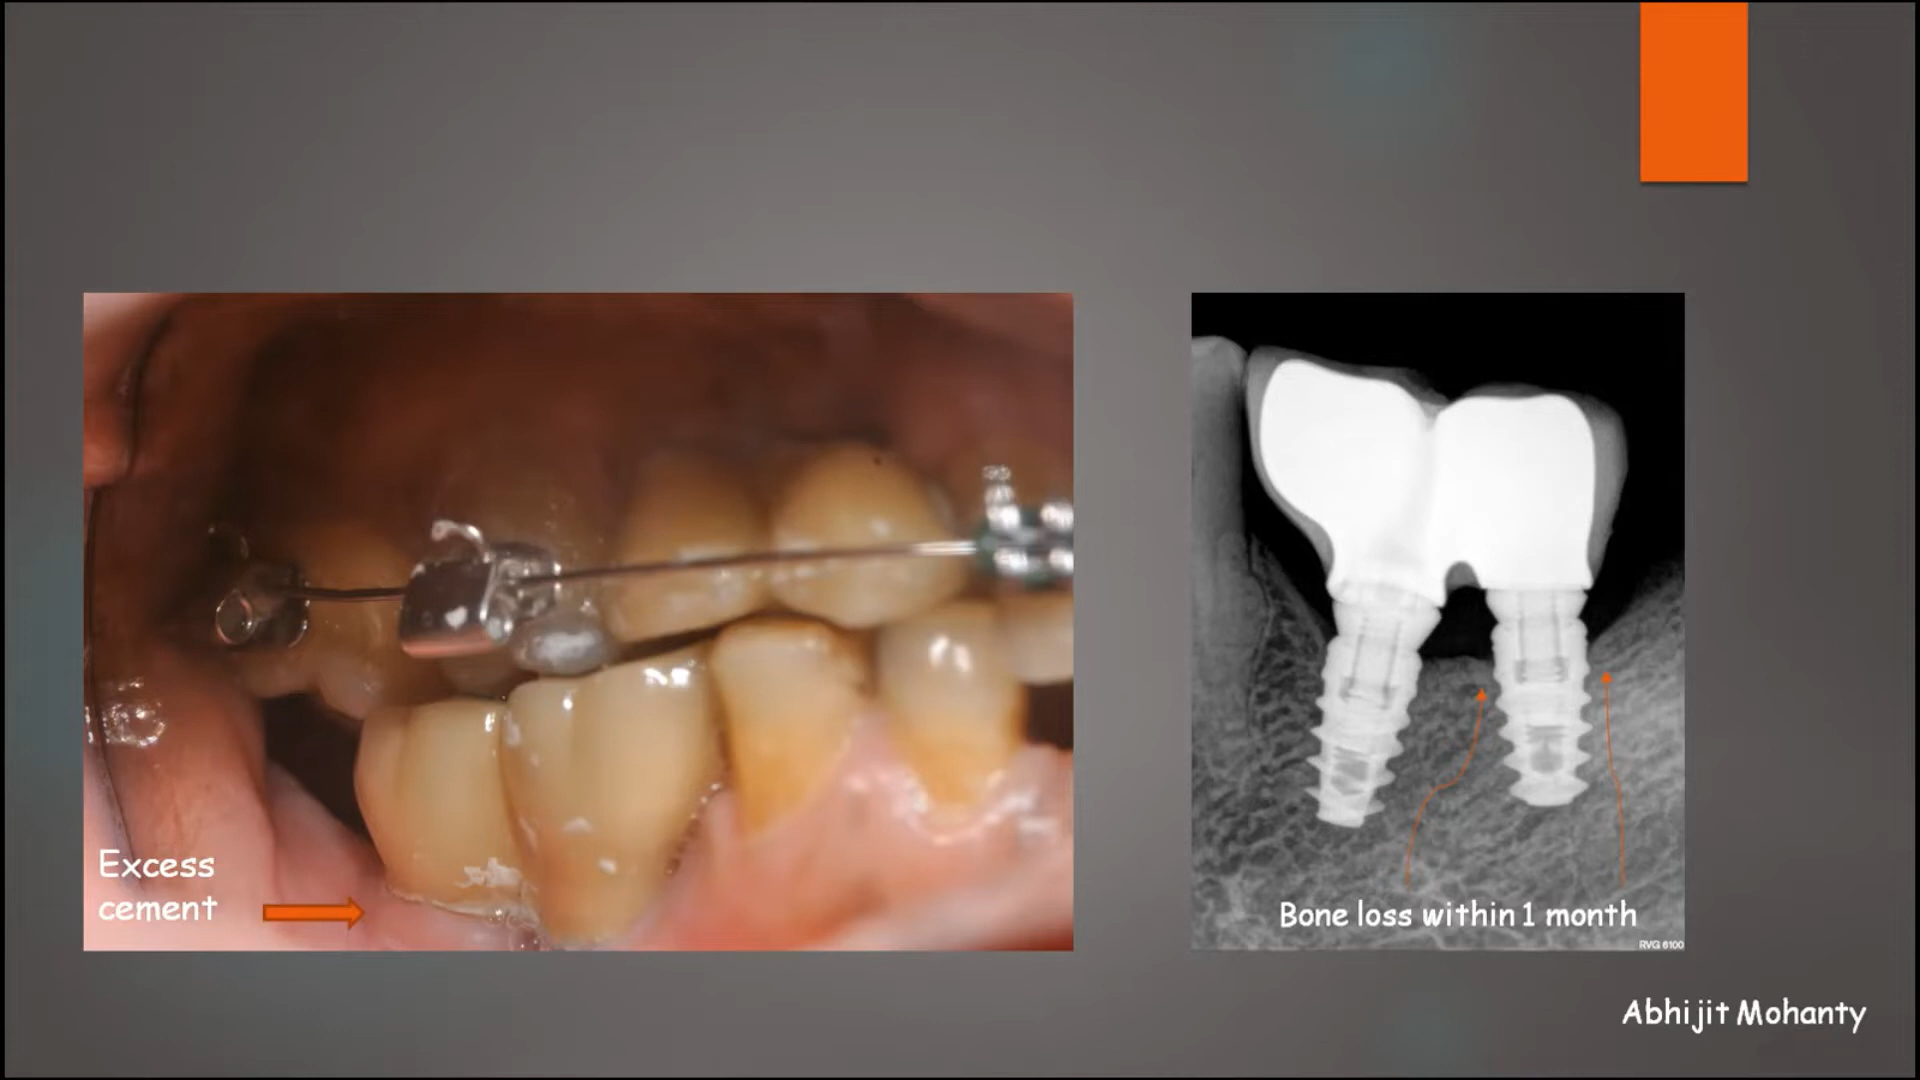 Excess
cement
Bone loss within 1 month
RVG 6100
Abhijit Mohanty